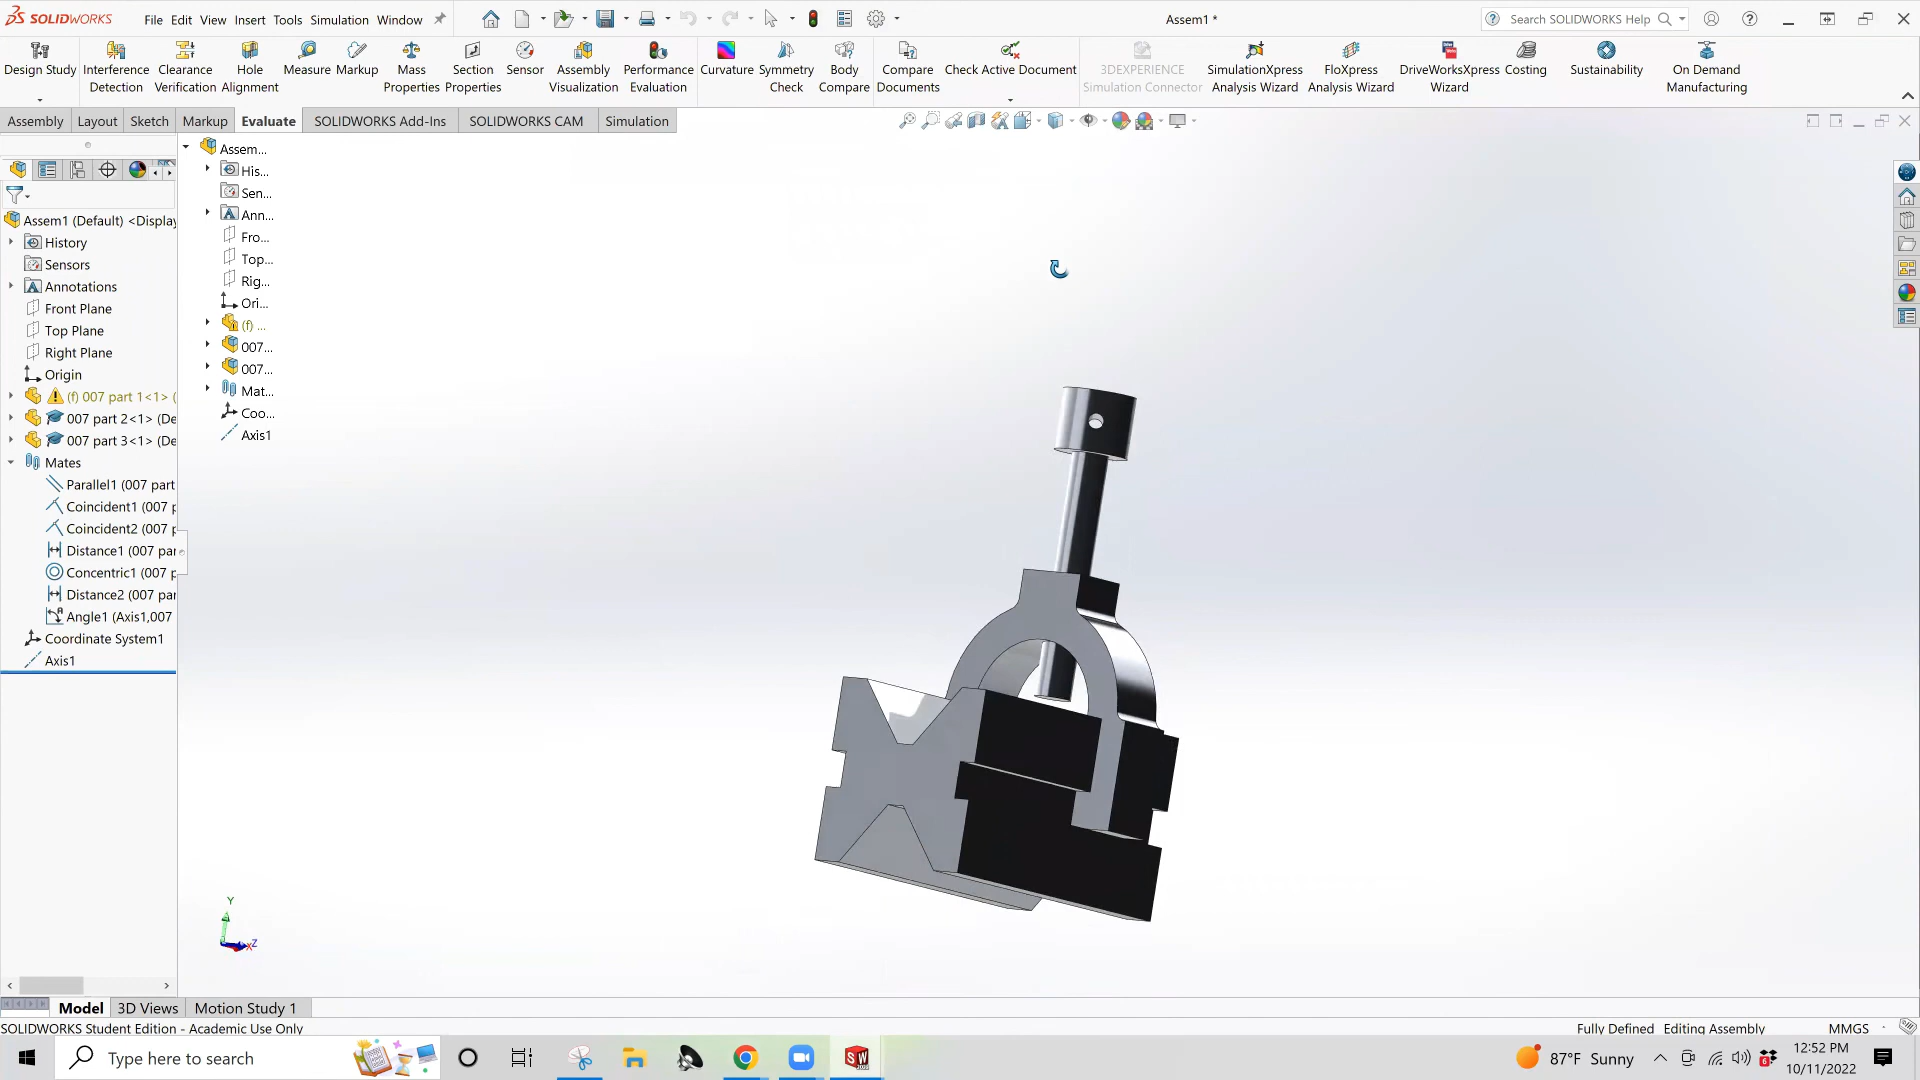 SOLIDWORKS File Edit View Insert Tools Simulation Window Assem1 * Search SOLIDWORKS Help
Design Study Interference Detection Clearance Verification Hole Alignment Measure Markup Mass Properties Section Properties Sensor Assembly Visualization Performance Evaluation Curvature Symmetry Check Body Compare Compare Documents Check Active Document 3DEXPERIENCE Simulation Connector SimulationXpress Analysis Wizard FloXpress Analysis Wizard DriveWorksXpress Wizard Costing Sustainability On Demand Manufacturing
Assembly Layout Sketch Markup Evaluate SOLIDWORKS Add-Ins SOLIDWORKS CAM Simulation
Assem1 (Default) <Display
History
Sensors
Annotations
Front Plane
Top Plane
Right Plane
Origin
(f) 007 part 1<1> (
007 part 2<1> (De
007 part 3<1> (De
Mates
Parallel1 (007 part
Coincident1 (007 p
Coincident2 (007 p
Distance1 (007 par
Concentric1 (007 p
Distance2 (007 par
Angle1 (Axis1,007
Coordinate System1
Axis1
Assem...
His...
Sen...
Ann...
Fro...
Top...
Rig...
Ori...
(f) ...
007...
007...
Mat...
Coo...
Axis1
Y
Z
Model 3D Views Motion Study 1
SOLIDWORKS Student Edition - Academic Use Only Fully Defined Editing Assembly MMGS
Type here to search 87°F Sunny 12:52 PM
10/11/2022